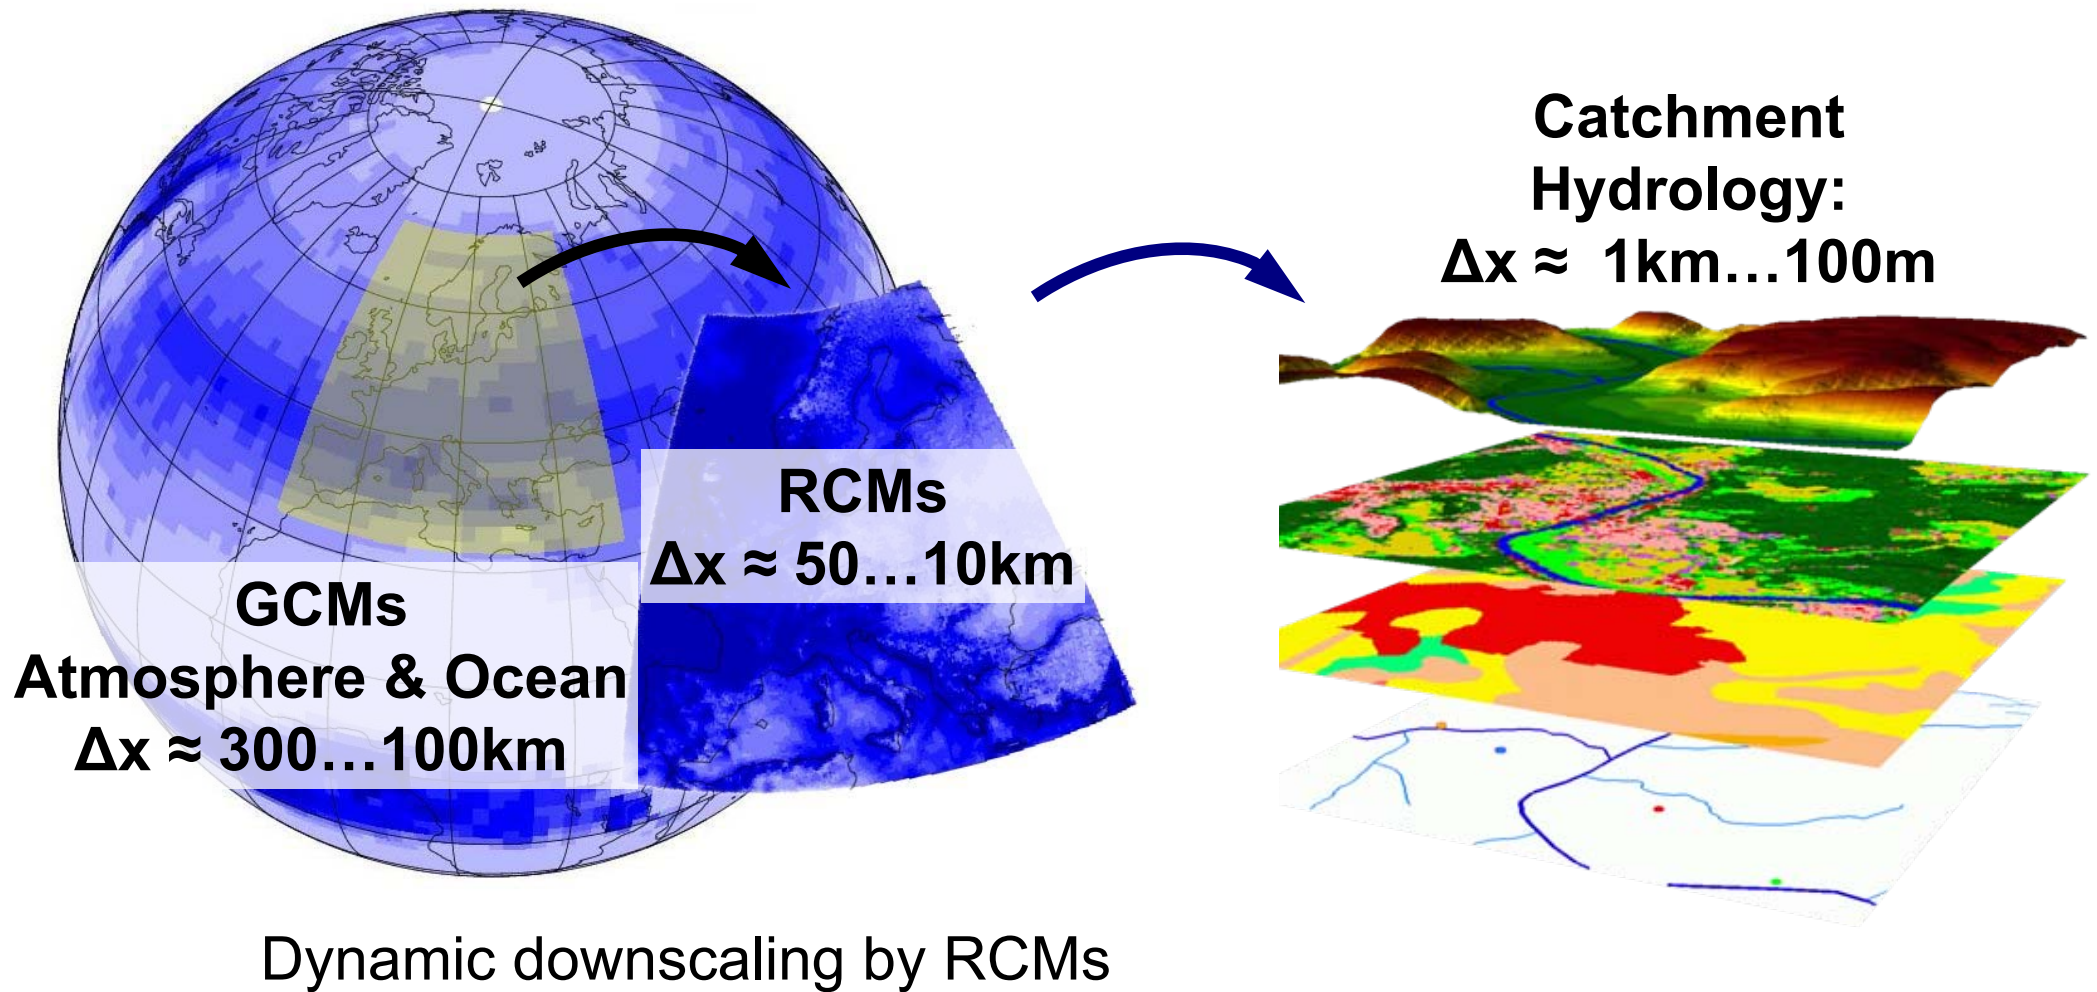 Catchment
Hydrology:
Δx ≈ 1km…100m
RCMs
Δx ≈ 50…10km
GCMs
Atmosphere & Ocean
Δx ≈ 300…100km
Dynamic downscaling by RCMs